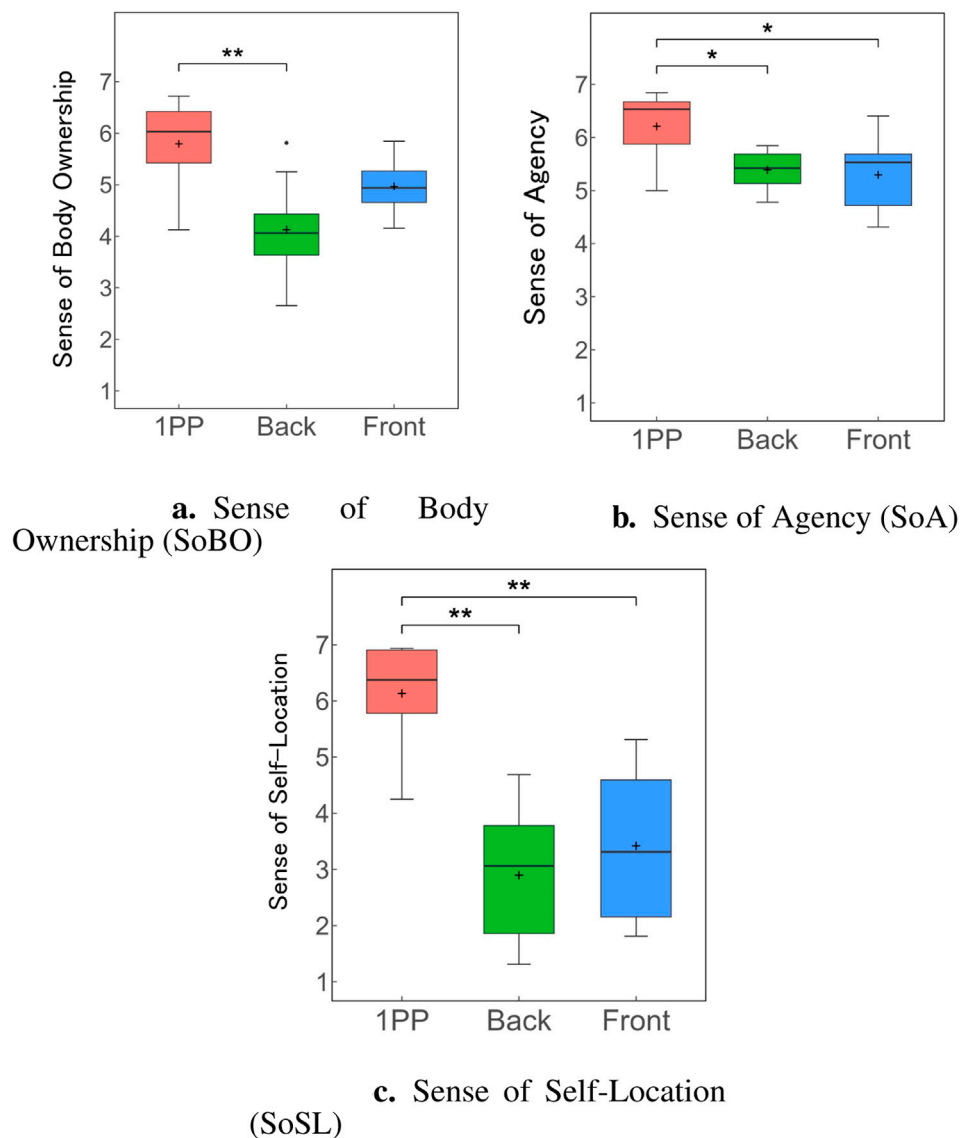 **
Sense of Body Ownership
7
6
5
4
3
2
1
1PP Back Front
a. Sense of Body
Ownership (SoBO)
*
*
Sense of Agency
7
6
5
4
3
2
1
1PP Back Front
b. Sense of Agency (SoA)
**
**
Sense of Self-Location
7
6
5
4
3
2
1
1PP Back Front
c. Sense of Self-Location
(SoSL)